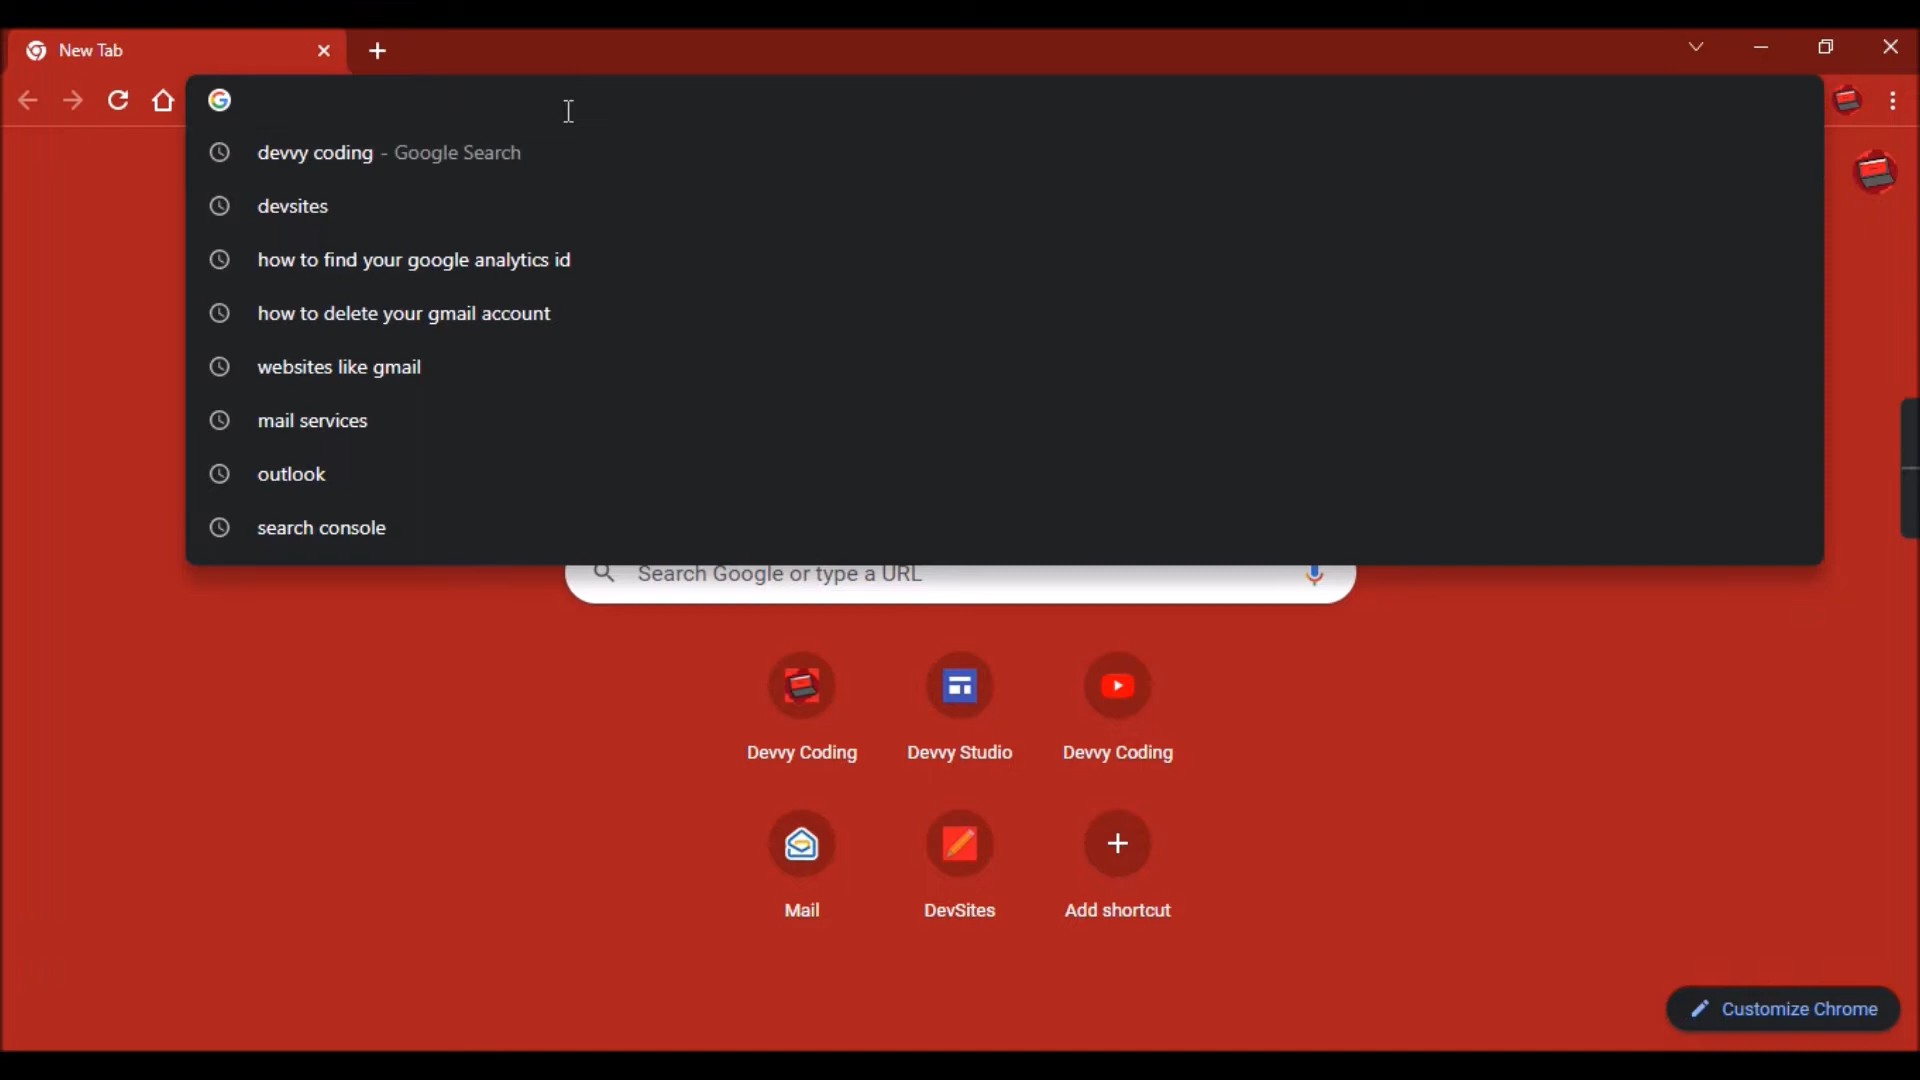 New Tab
devvy coding - Google Search
devsites
how to find your google analytics id
how to delete your gmail account
websites like gmail
mail services
outlook
search console
Search Google or type a URL
Devvy Coding
Devvy Studio
Devvy Coding
Mail
DevSites
Add shortcut
Customize Chrome